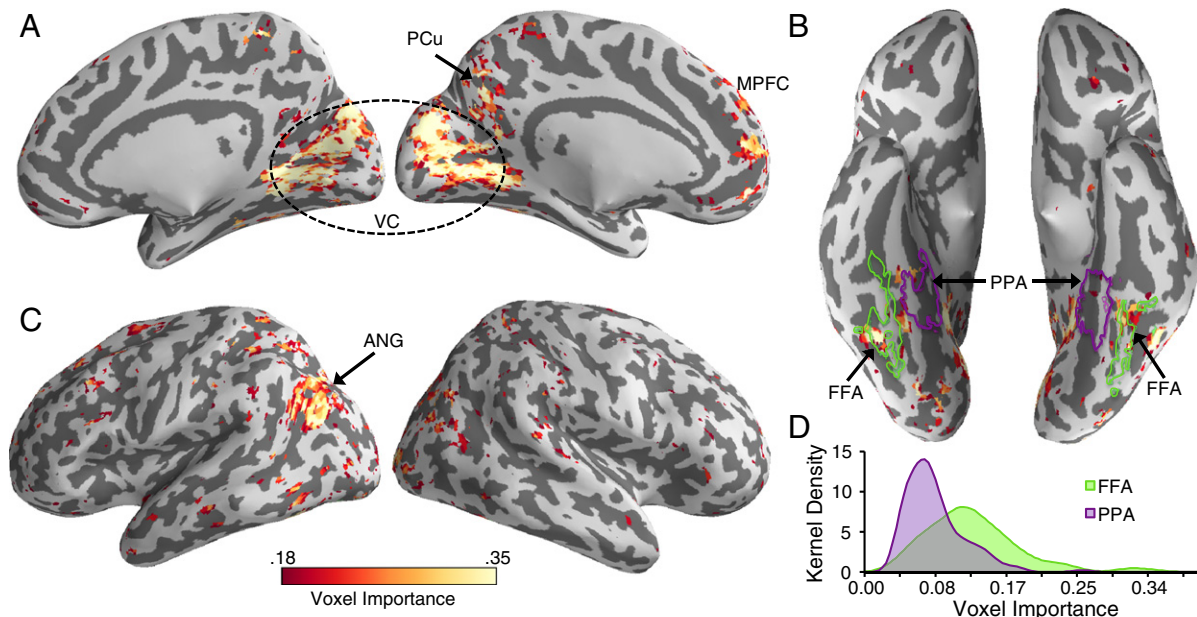 A
PCu
MPFC
VC
B
PPA
FFA
FFA
C
ANG
.18
.35
Voxel Importance
D
Kernel Density
15
10
5
0
FFA
PPA
0.00
0.08
0.17
0.25
0.34
Voxel Importance